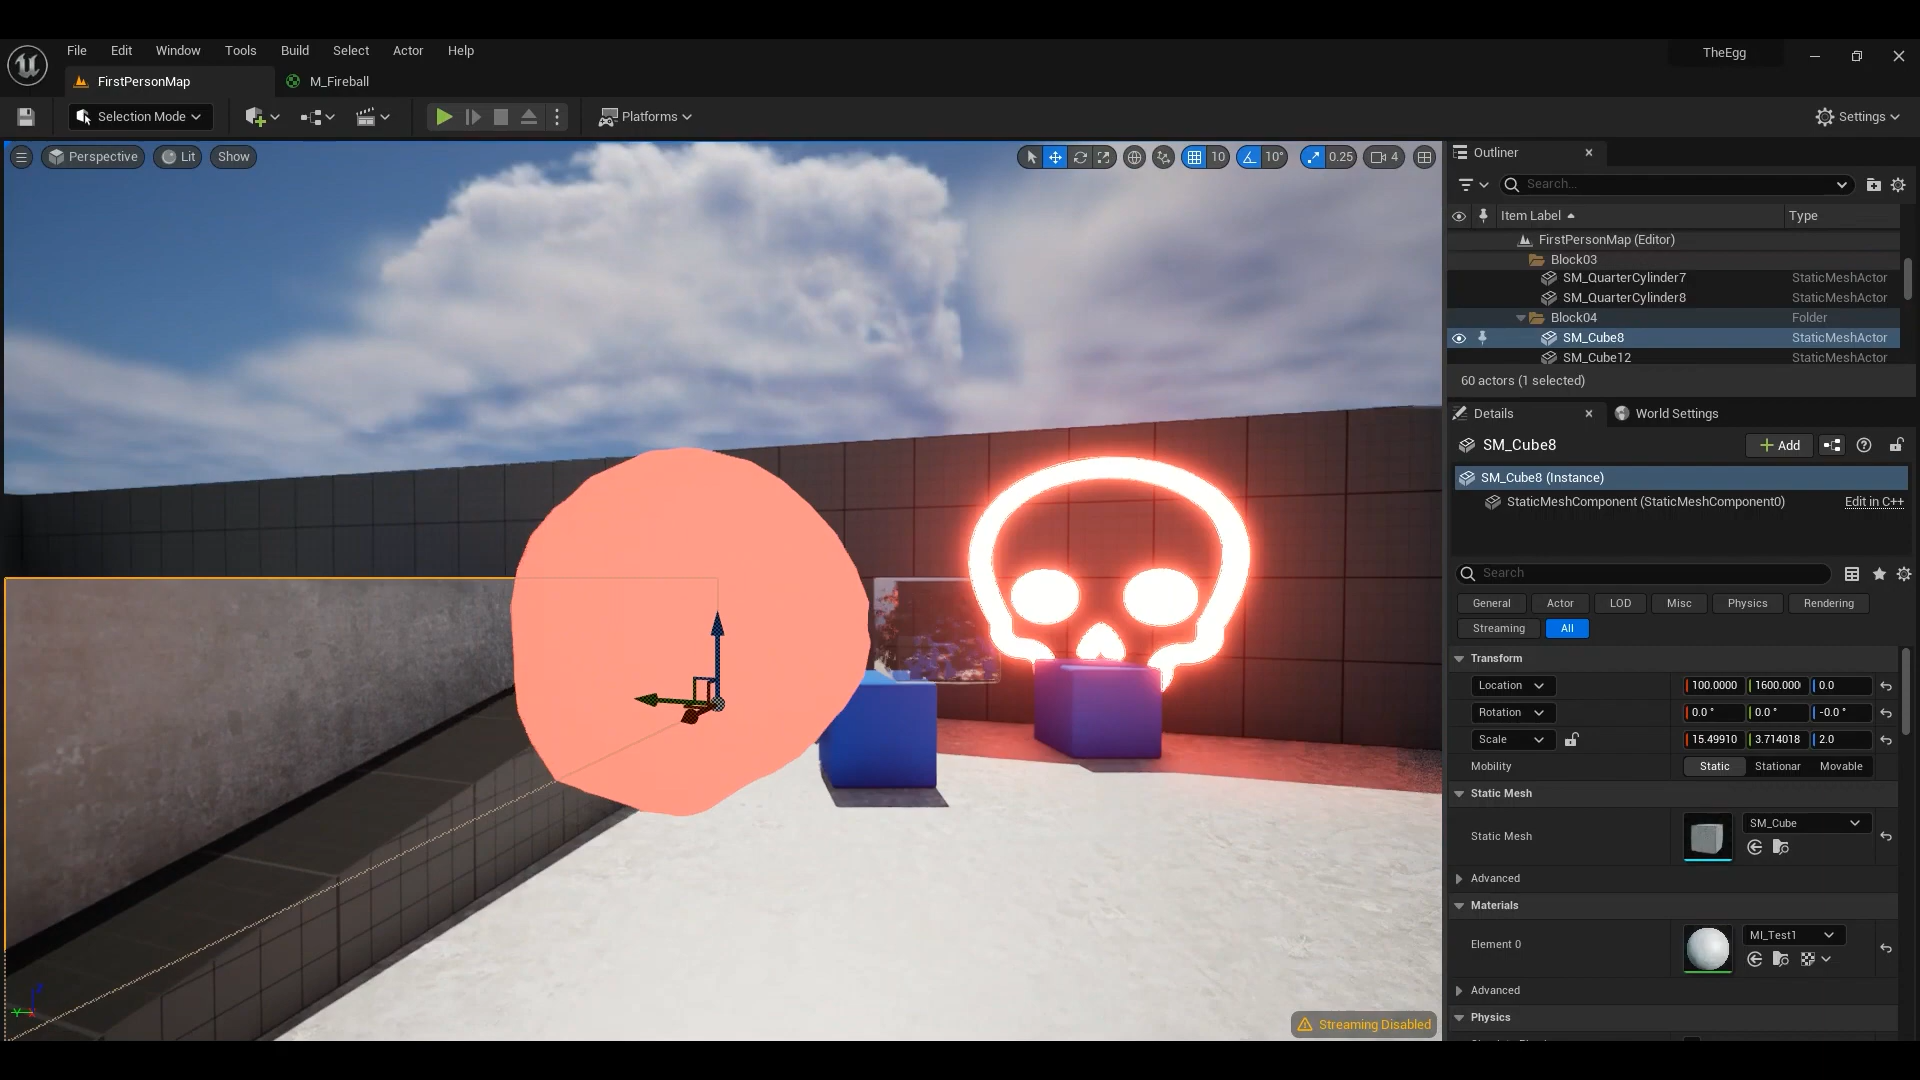 File Edit Window Tools Build Select Actor Help
TheEgg
FirstPersonMap
M_Fireball
Selection Mode
Platforms
Settings
Perspective
Lit
Show
10
10°
0.25
4
Outliner
Search...
Item Label
Type
FirstPersonMap (Editor)
Block03
SM_QuarterCylinder7 StaticMeshActor
SM_QuarterCylinder8 StaticMeshActor
Block04 Folder
SM_Cube8 StaticMeshActor
SM_Cube12 StaticMeshActor
60 actors (1 selected)
Details
World Settings
SM_Cube8
Add
SM_Cube8 (Instance)
StaticMeshComponent (StaticMeshComponent0)
Edit in C++
Search
General Actor LOD Misc Physics Rendering
Streaming All
Transform
Location 100.0000 1600.000 0.0
Rotation 0.0 ° 0.0 ° -0.0 °
Scale 15.49910 3.714018 2.0
Mobility Static Stationar Movable
Static Mesh
Static Mesh SM_Cube
Advanced
Materials
Element 0 MI_Test1
Advanced
Physics
Streaming Disabled
Y